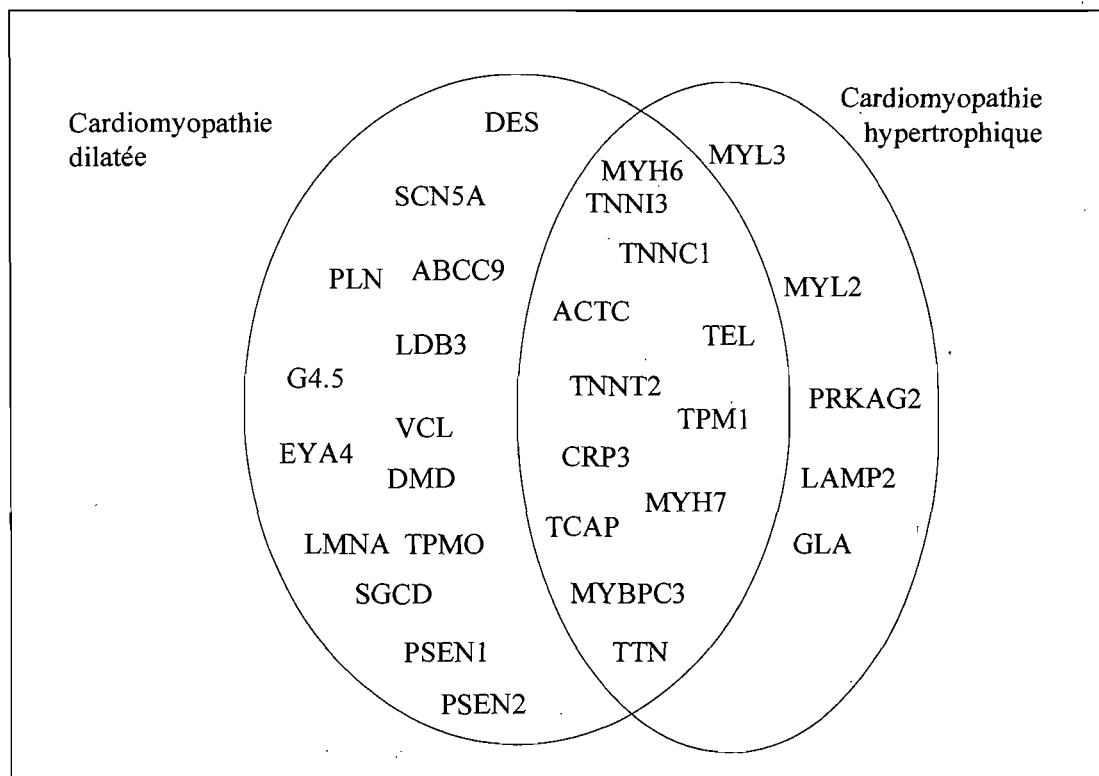 Cardiomyopathie
dilatée
Cardiomyopathie
hypertrophique
DES
SCN5A
PLN
ABCC9
LDB3
G4.5
VCL
EYA4
DMD
LMNA
TPMO
SGCD
PSEN1
PSEN2
MYH6
TNNI3
TNNC1
ACTC
TEL
TNNT2
TPM1
CRP3
MYH7
TCAP
MYBPC3
TTN
MYL3
MYL2
PRKAG2
LAMP2
GLA